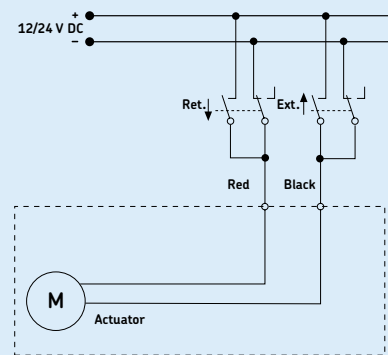 +
12/24 V DC
–
Ret. Ext.
Red Black
M
Actuator